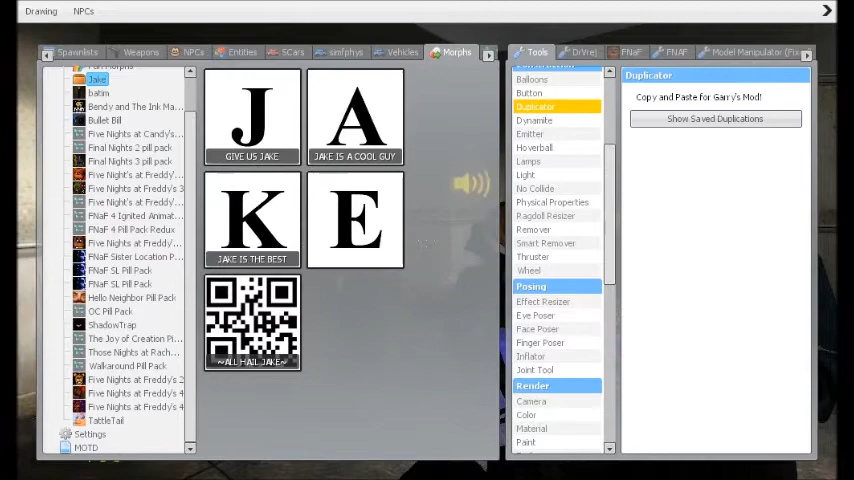 Drawing NPCs
Spawnlists Weapons NPCs Entities SCars simfphys Vehicles Morphs
Tools DrVrej FNaF FNAF Model Manipulator (Fix
Jake
batim
Bendy and The Ink Ma...
Bullet Bill
Five Nights at Candy's...
Final Nights 2 pill pack
Final Nights 3 pill pack
Five Night's at Freddy'...
Five Nights at Freddy's 3
Five Night's at Freddy'...
FNaF 4 Ignited Animat...
FNaF 4 Pill Pack Redux
Five Nights at Freddy'...
FNaF Sister Location P...
FNaF SL Pill Pack
FNaF SL Pill Pack
Hello Neighbor Pill Pack
OC Pill Pack
ShadowTrap
The Joy of Creation Pi...
Those Nights at Rach...
Walkaround Pill Pack
Five Nights at Freddy's 2
Five Nights at Freddy's 4
Five Nights at Freddy's 4
TattleTail
Settings
MOTD
J A
GIVE US JAKE JAKE IS A COOL GUY
K E
JAKE IS THE BEST
~ALL HAIL JAKE~
Construction
Balloons
Button
Duplicator
Dynamite
Emitter
Hoverball
Lamps
Light
No Collide
Physical Properties
Ragdoll Resizer
Remover
Smart Remover
Thruster
Wheel
Posing
Effect Resizer
Eye Poser
Face Poser
Finger Poser
Inflator
Joint Tool
Render
Camera
Color
Material
Paint
Duplicator
Copy and Paste for Garry's Mod!
Show Saved Duplications